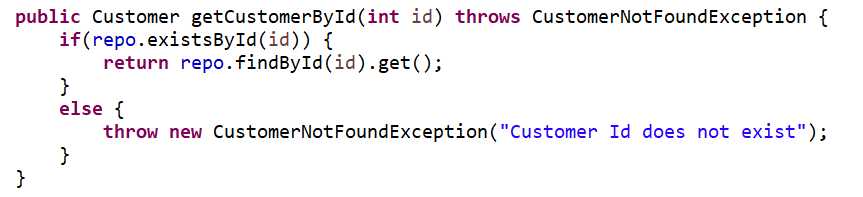 public Customer getCustomerById(int id) throws CustomerNotFoundException {
    if(repo.existsById(id)) {
        return repo.findById(id).get();
    }
    else {
        throw new CustomerNotFoundException("Customer Id does not exist");
    }
}